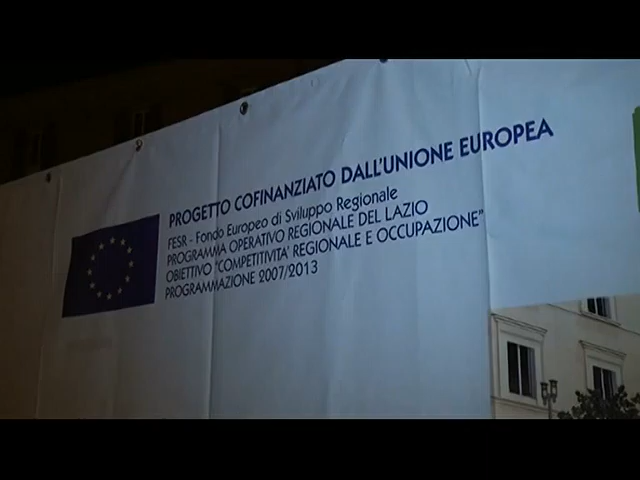 PROGETTO COFINANZIATO DALL'UNIONE EUROPEA
FESR - Fondo Europeo di Sviluppo Regionale
PROGRAMMA OPERATIVO REGIONALE DEL LAZIO
OBIETTIVO "COMPETITIVITA' REGIONALE E OCCUPAZIONE"
PROGRAMMAZIONE 2007/2013